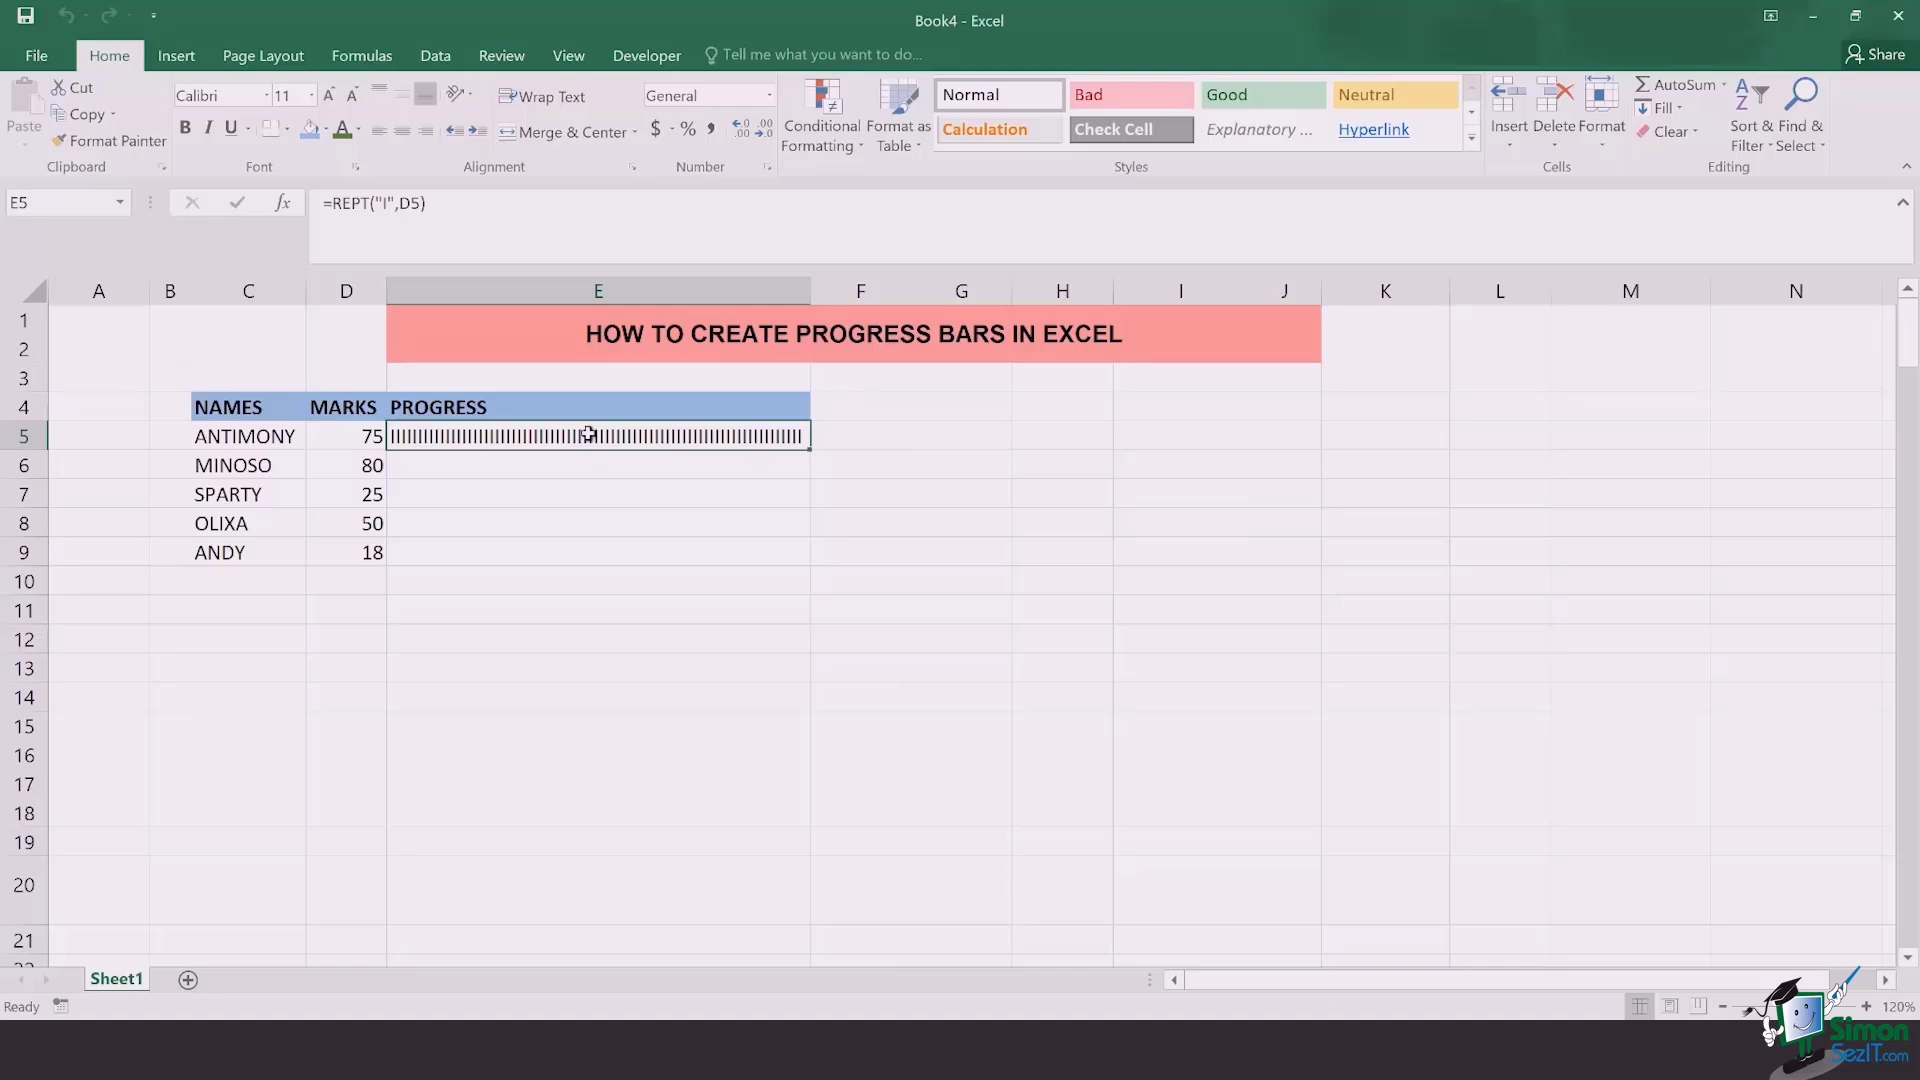 Book4 - Excel
File Home Insert Page Layout Formulas Data Review View Developer Tell me what you want to do... Share
Paste
Cut
Copy
Format Painter
Clipboard
Calibri 11
B I U
Font
Wrap Text
Merge & Center
Alignment
General
$ % ,
Number
Conditional Formatting
Format as Table
Normal Bad Good Neutral
Calculation Check Cell Explanatory ... Hyperlink
Styles
Insert Delete Format
Cells
AutoSum
Fill
Clear
Sort & Filter
Find & Select
Editing
E5 fx =REPT("I",D5)
A B C D E F G H I J K L M N
1 HOW TO CREATE PROGRESS BARS IN EXCEL
2
3
4 NAMES MARKS PROGRESS
5 ANTIMONY 75
6 MINOSO 80
7 SPARTY 25
8 OLIXA 50
9 ANDY 18
10
11
12
13
14
15
16
17
18
19
20
21
Sheet1
Ready 120%
Simon
SezIT.com